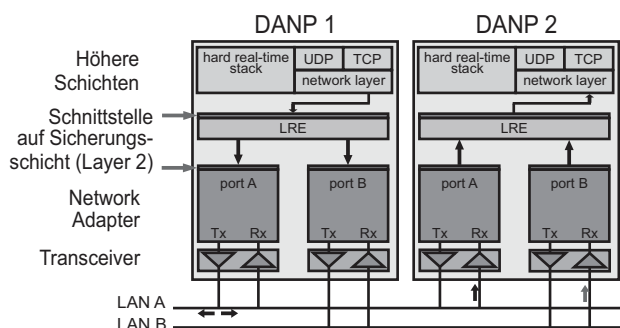 DANP 1
DANP 2
Höhere
Schichten
hard real-time
stack
UDP
TCP
network layer
hard real-time
stack
UDP
TCP
network layer
Schnittstelle
auf Sicherungs-
schicht (Layer 2)
LRE
LRE
Network
Adapter
port A
port B
port A
port B
Tx
Rx
Tx
Rx
Tx
Rx
Tx
Rx
Transceiver
LAN A
LAN B